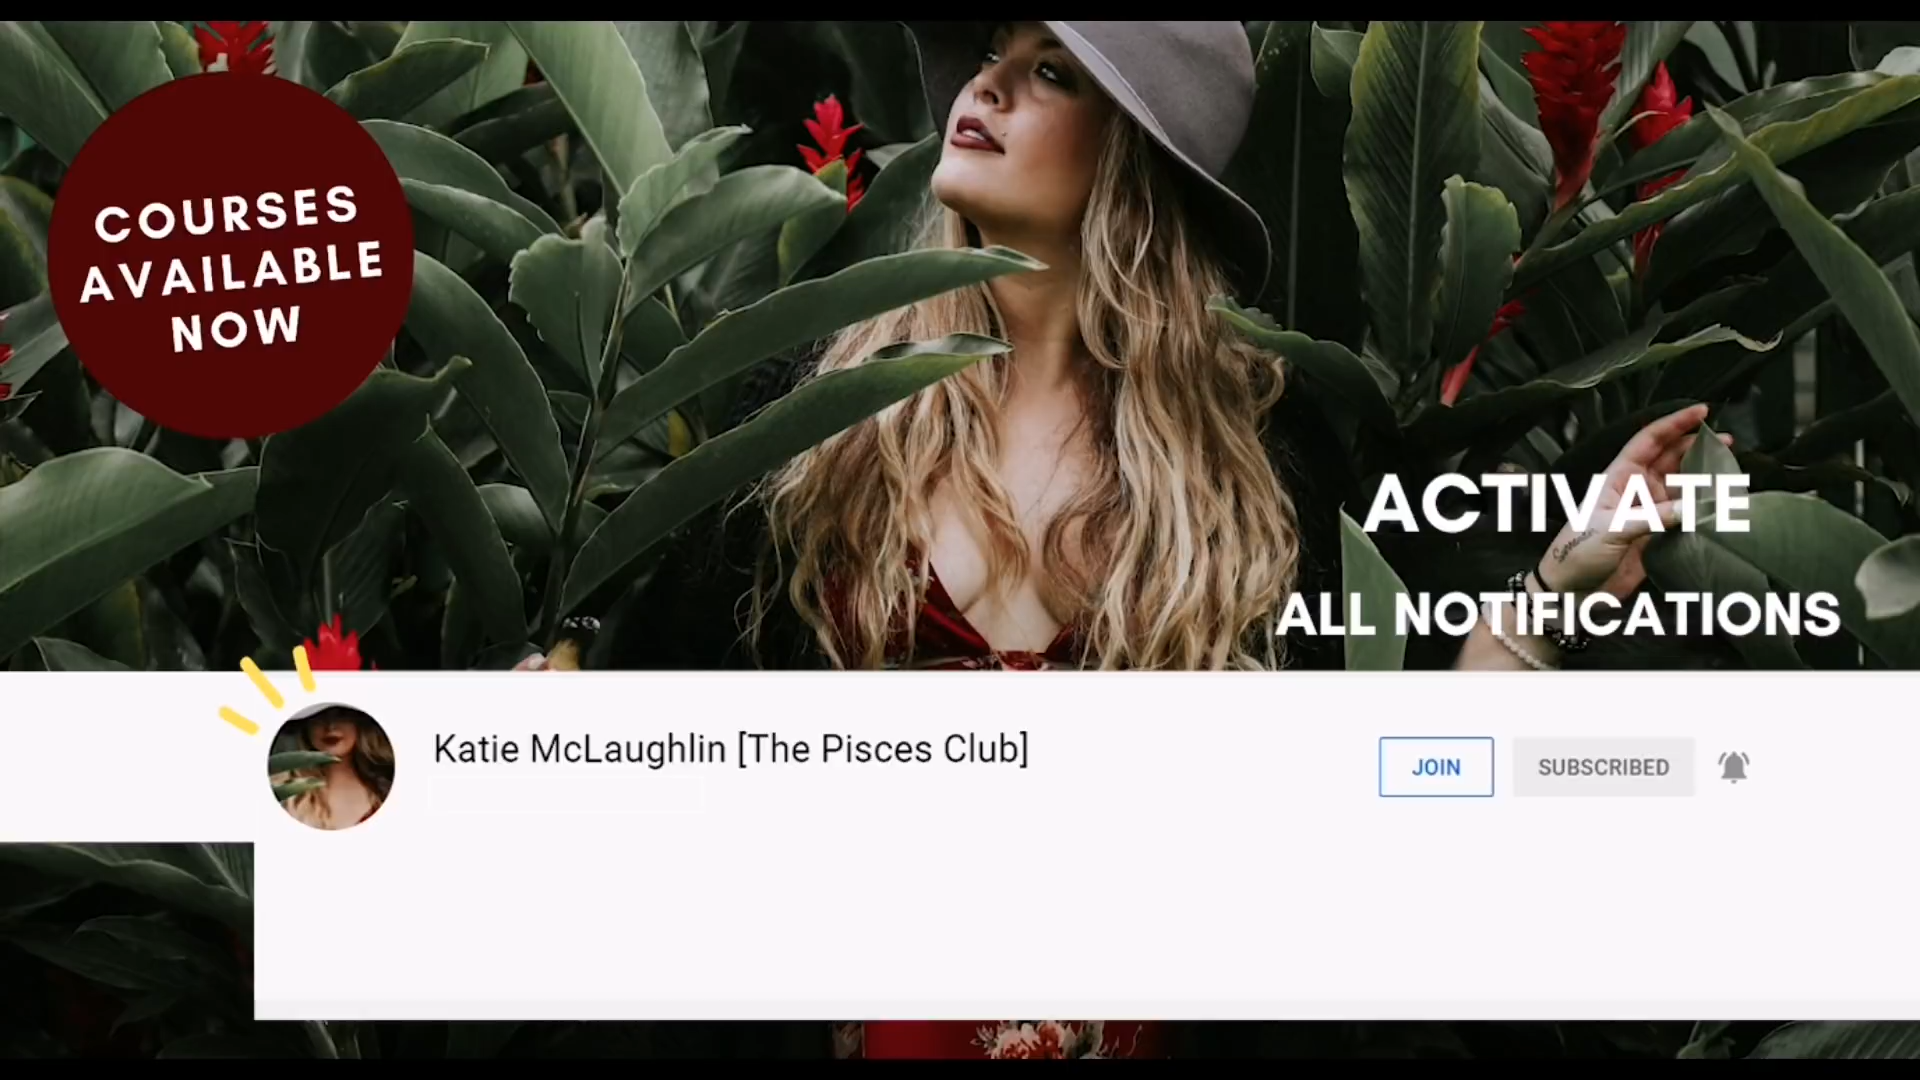 COURSES
AVAILABLE
NOW
ACTIVATE
ALL NOTIFICATIONS
Katie McLaughlin [The Pisces Club]
JOIN
SUBSCRIBED